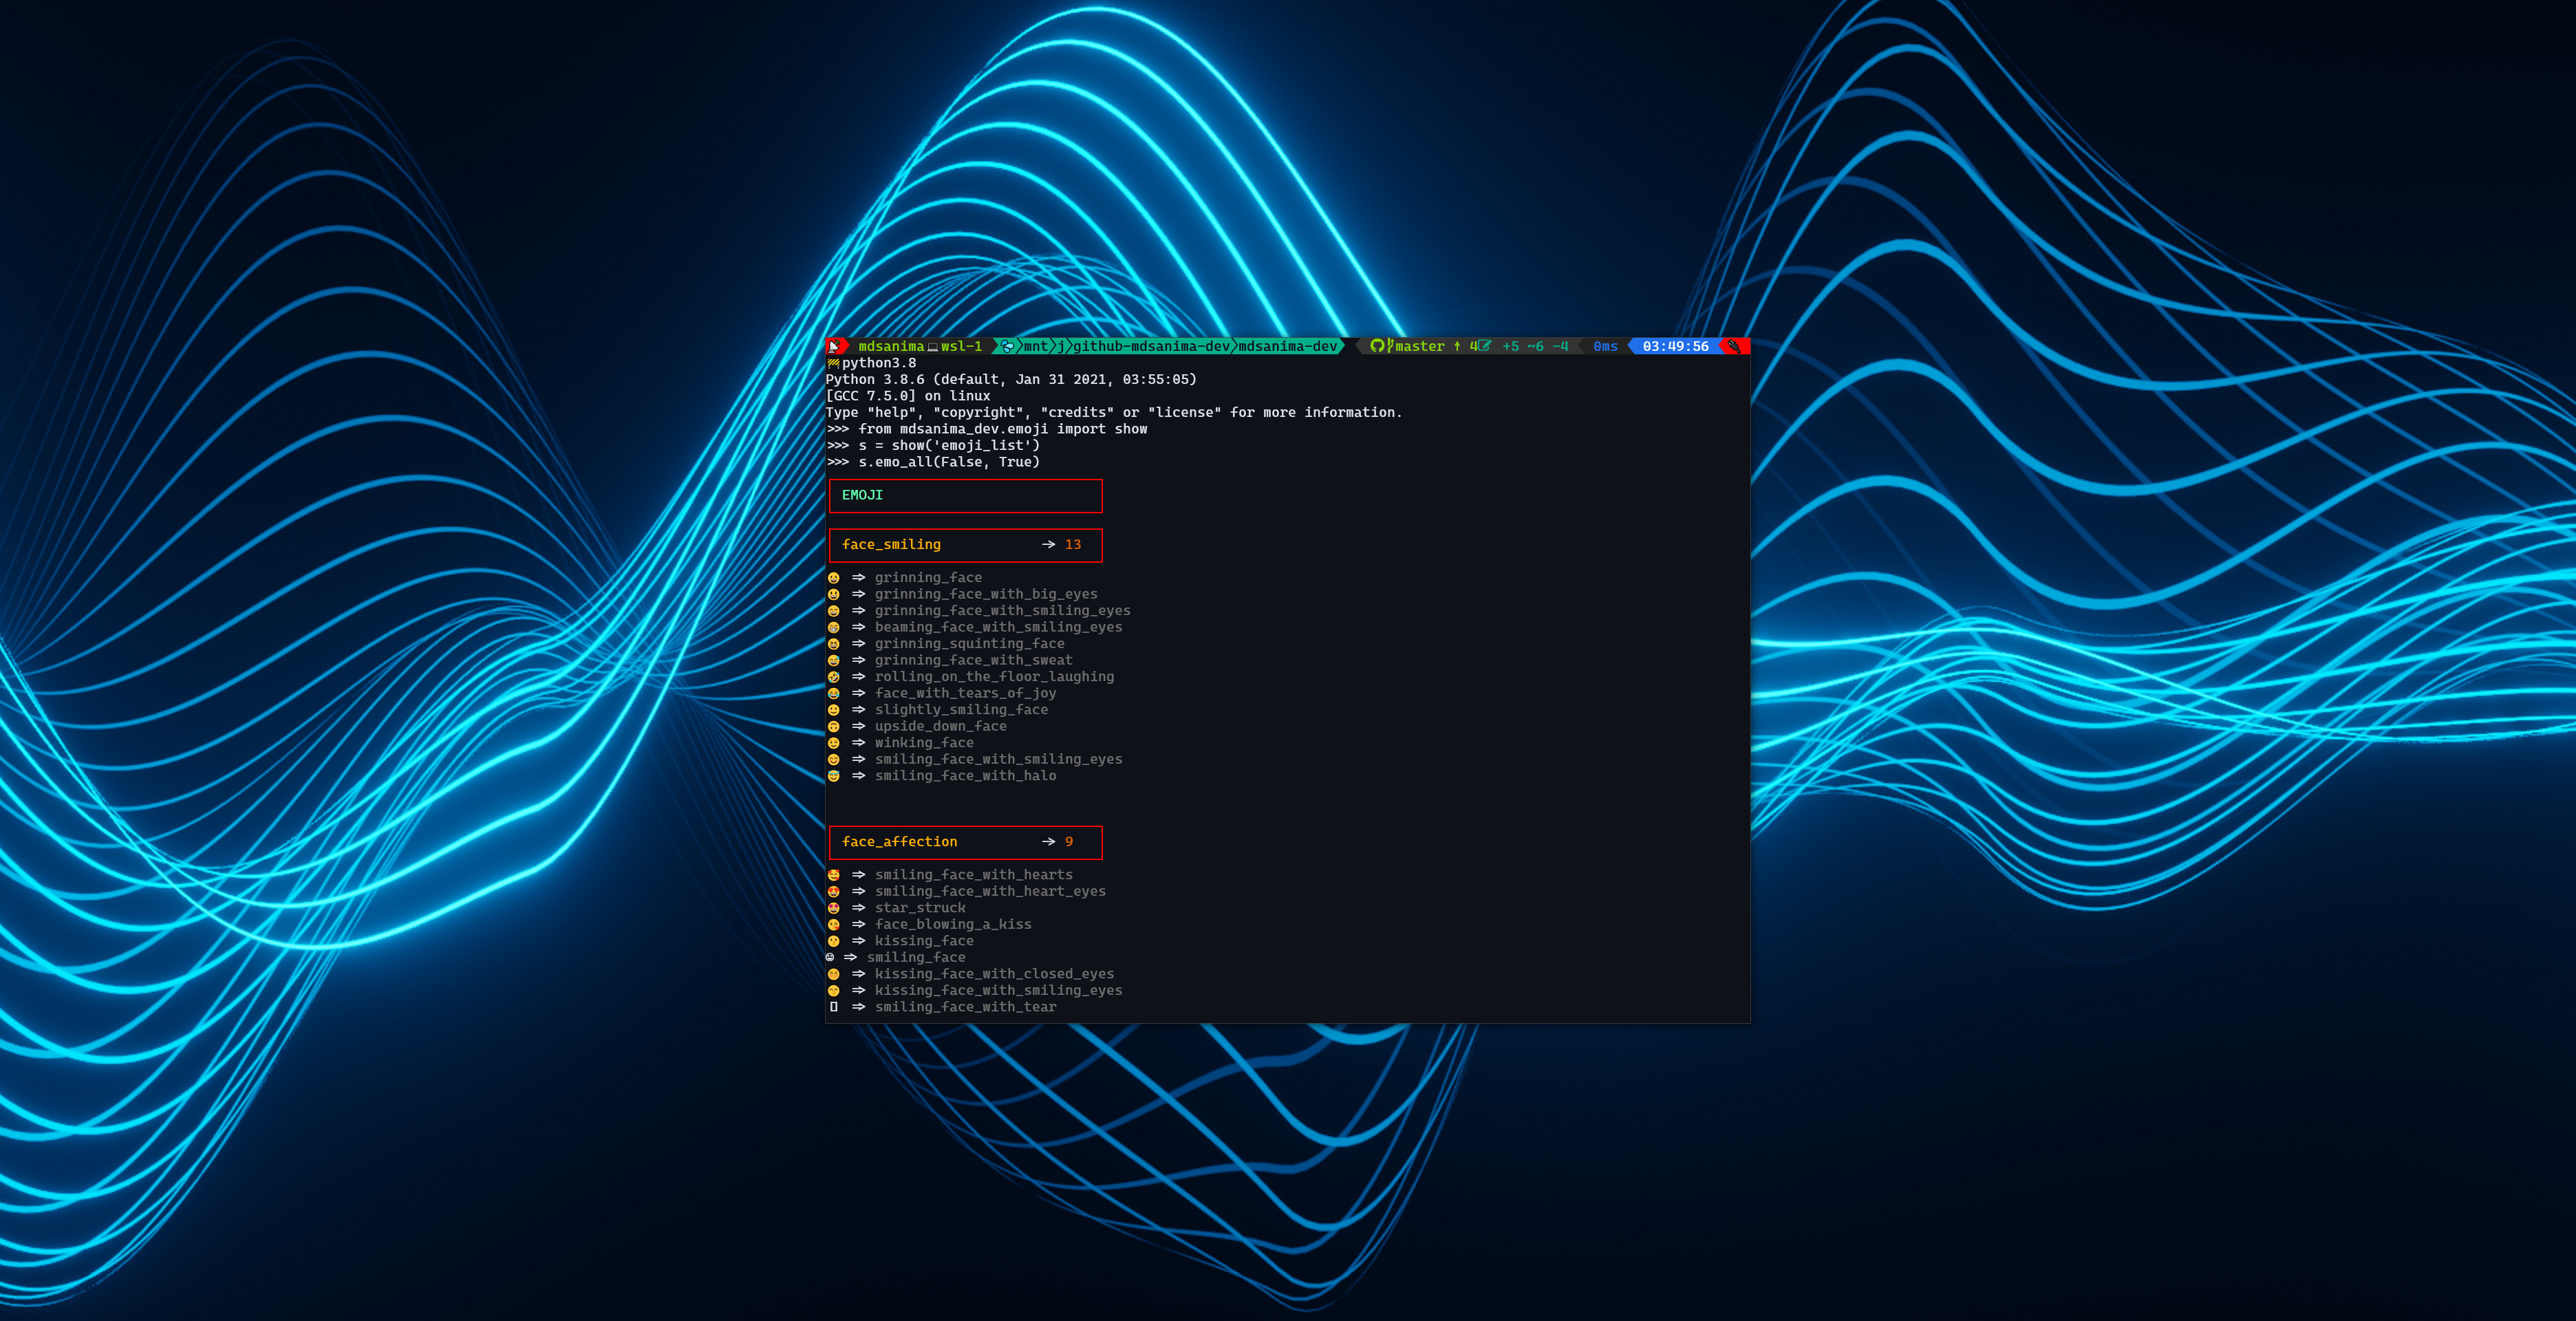 mdsanima💻wsl-1 mnt j github-mdsanima-dev mdsanima-dev master ↑ 4 +5 ~6 -4 0ms 03:49:56
🚧python3.8
Python 3.8.6 (default, Jan 31 2021, 03:55:05)
[GCC 7.5.0] on linux
Type "help", "copyright", "credits" or "license" for more information.
>>> from mdsanima_dev.emoji import show
>>> s = show('emoji_list')
>>> s.emo_all(False, True)
EMOJI
face_smiling → 13
😀 ⇒ grinning_face
😃 ⇒ grinning_face_with_big_eyes
😄 ⇒ grinning_face_with_smiling_eyes
😁 ⇒ beaming_face_with_smiling_eyes
😆 ⇒ grinning_squinting_face
😅 ⇒ grinning_face_with_sweat
🤣 ⇒ rolling_on_the_floor_laughing
😂 ⇒ face_with_tears_of_joy
🙂 ⇒ slightly_smiling_face
🙃 ⇒ upside_down_face
😉 ⇒ winking_face
😊 ⇒ smiling_face_with_smiling_eyes
😇 ⇒ smiling_face_with_halo
face_affection → 9
🥰 ⇒ smiling_face_with_hearts
😍 ⇒ smiling_face_with_heart_eyes
🤩 ⇒ star_struck
😘 ⇒ face_blowing_a_kiss
😗 ⇒ kissing_face
☺ ⇒ smiling_face
😚 ⇒ kissing_face_with_closed_eyes
😙 ⇒ kissing_face_with_smiling_eyes
▯ ⇒ smiling_face_with_tear